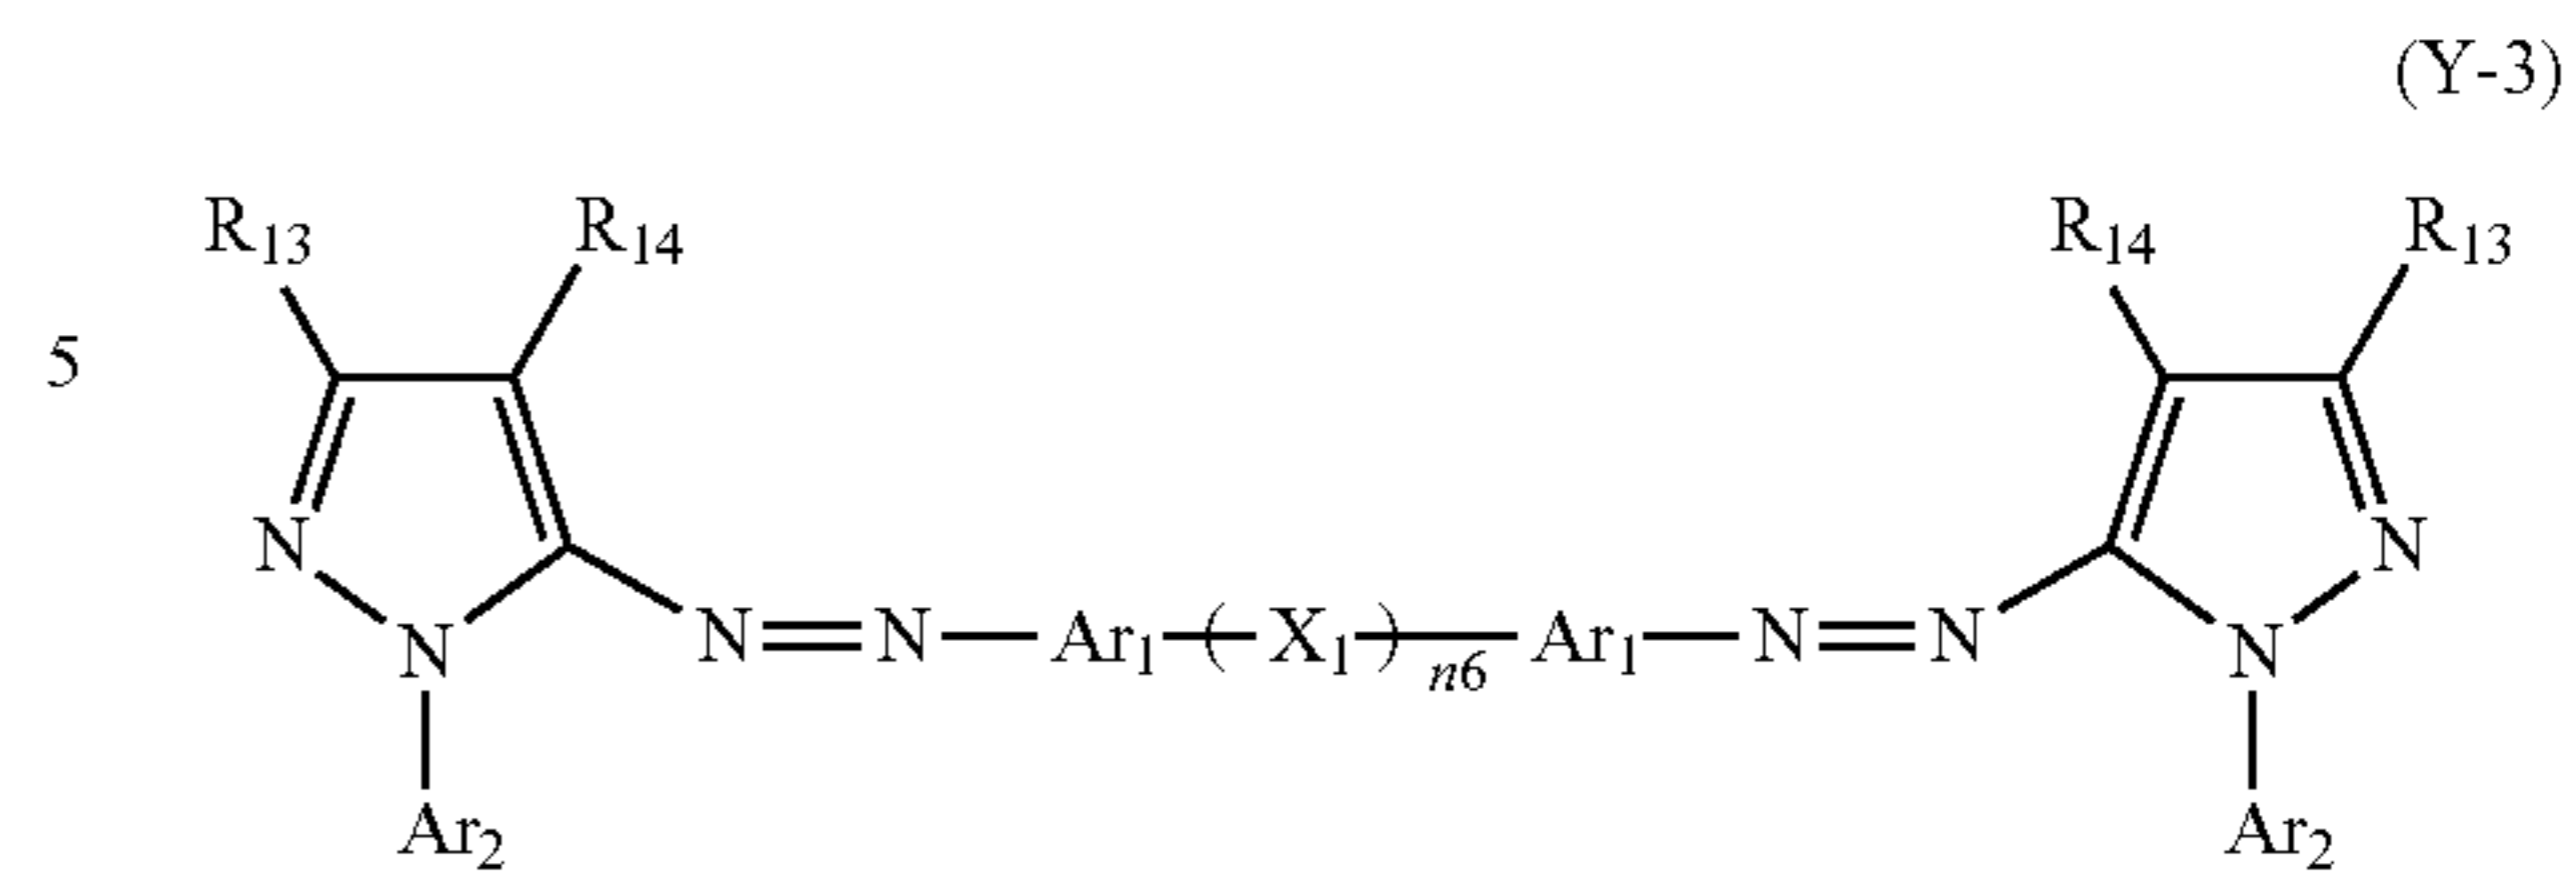 (Y-3)
R13 R14 R14 R13
5
N N
N N=N—Ar1—(X1)n6—Ar1—N=N N
Ar2 Ar2